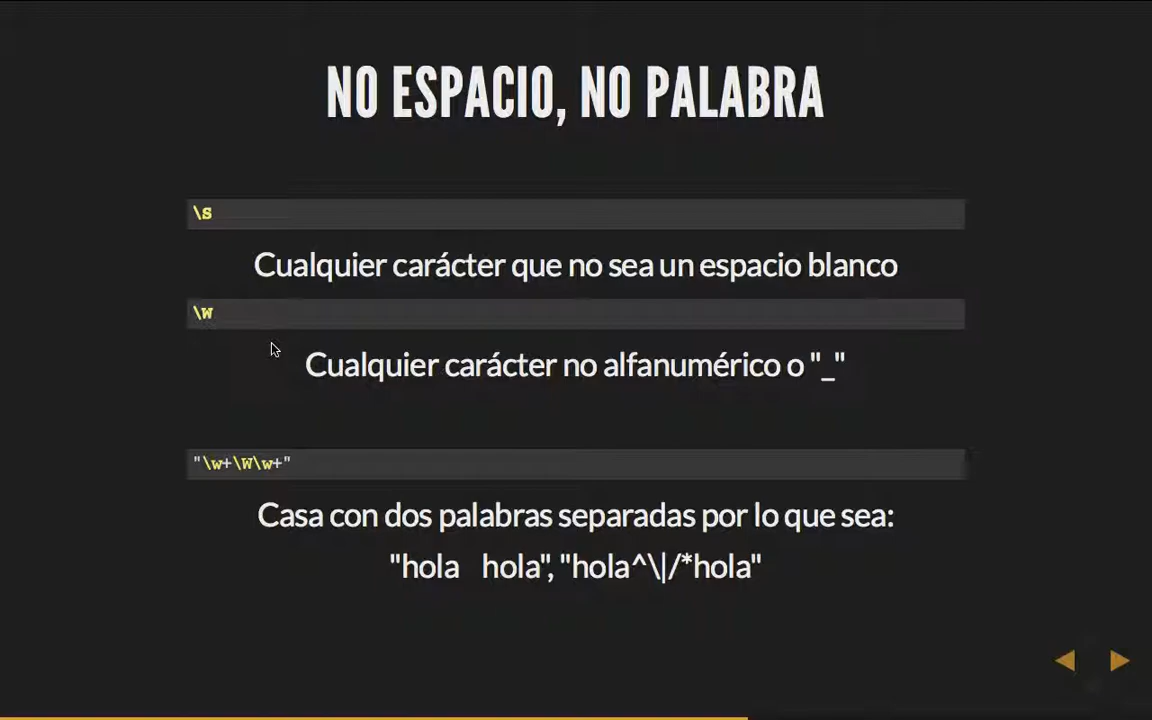 NO ESPACIO, NO PALABRA
\S
Cualquier carácter que no sea un espacio blanco
\W
Cualquier carácter no alfanumérico o "_"
"\w+\W\w+"
Casa con dos palabras separadas por lo que sea:
"hola   hola", "hola^\|/*hola"